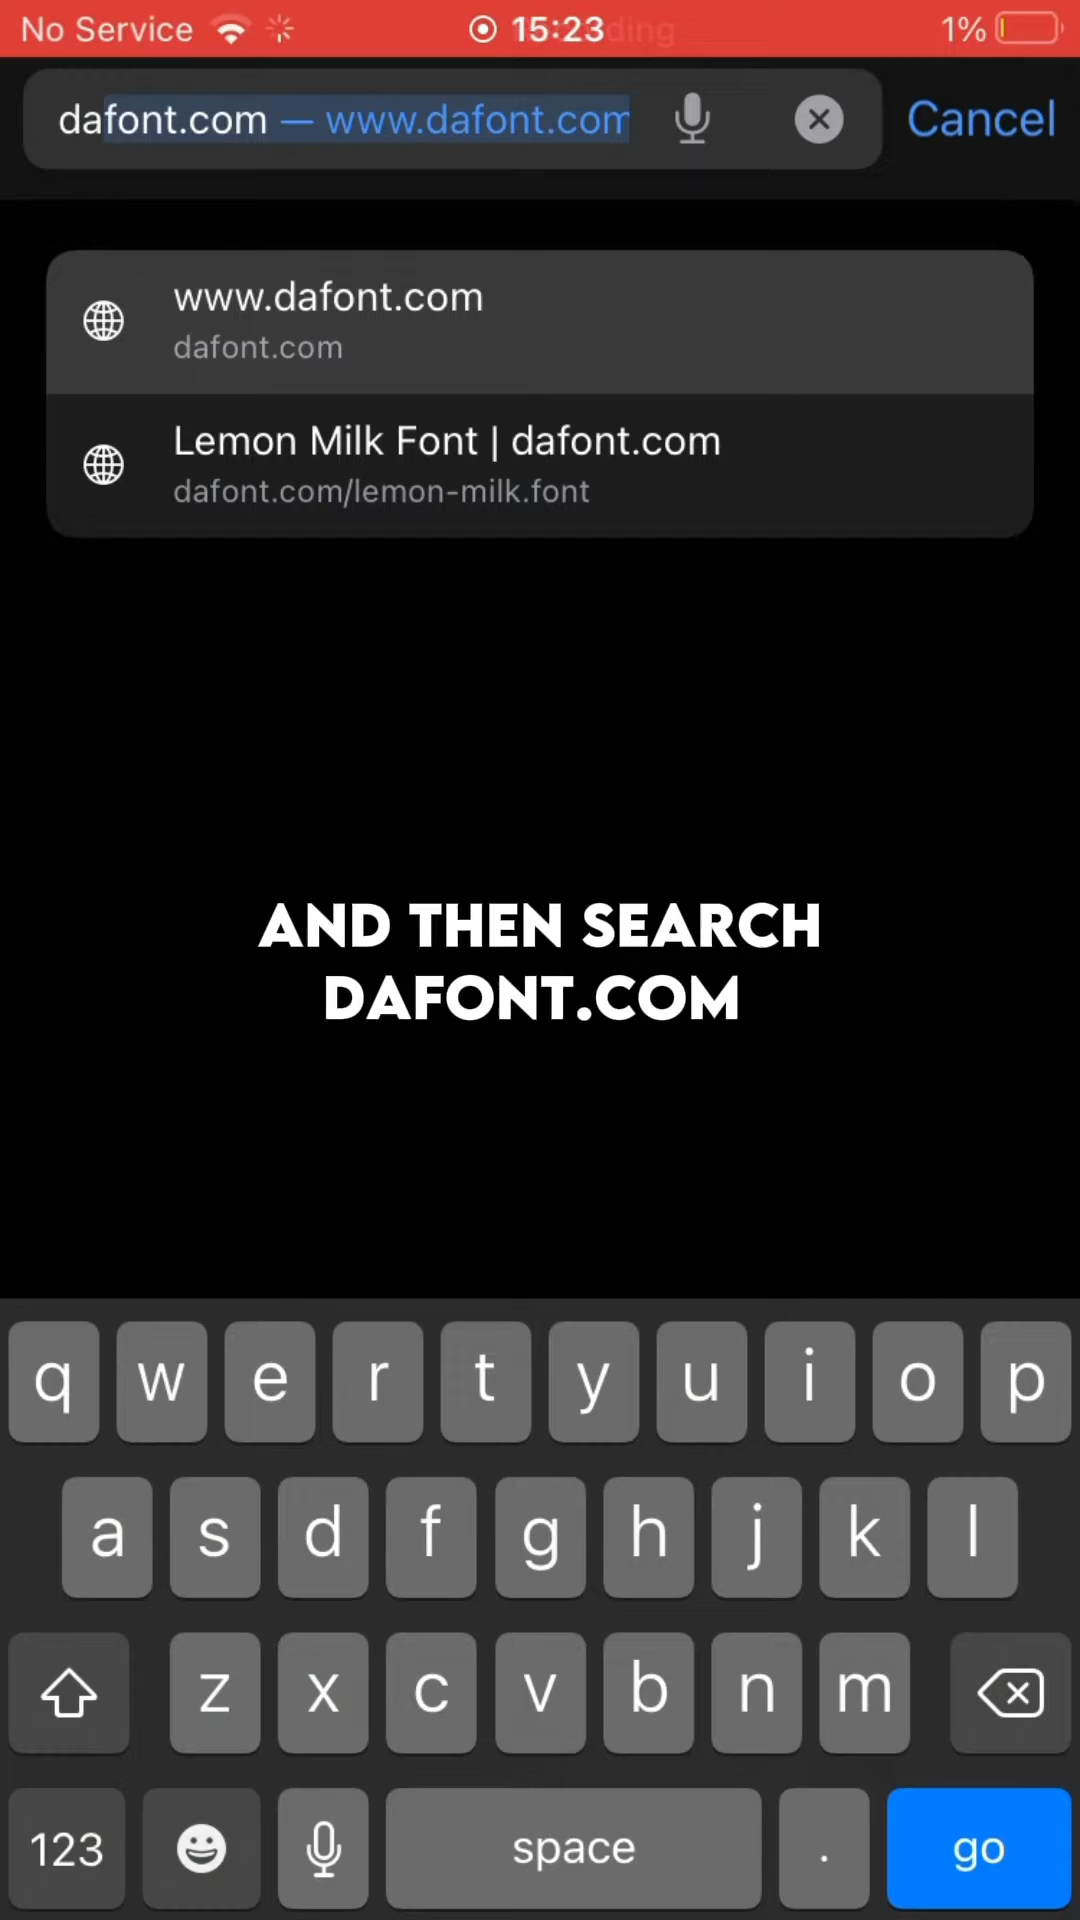 No Service 15:23 1%
dafont.com — www.dafont.com Cancel
www.dafont.com
dafont.com
Lemon Milk Font | dafont.com
dafont.com/lemon-milk.font
AND THEN SEARCH
DAFONT.COM
q w e r t y u i o p
a s d f g h j k l
z x c v b n m
123 space . go